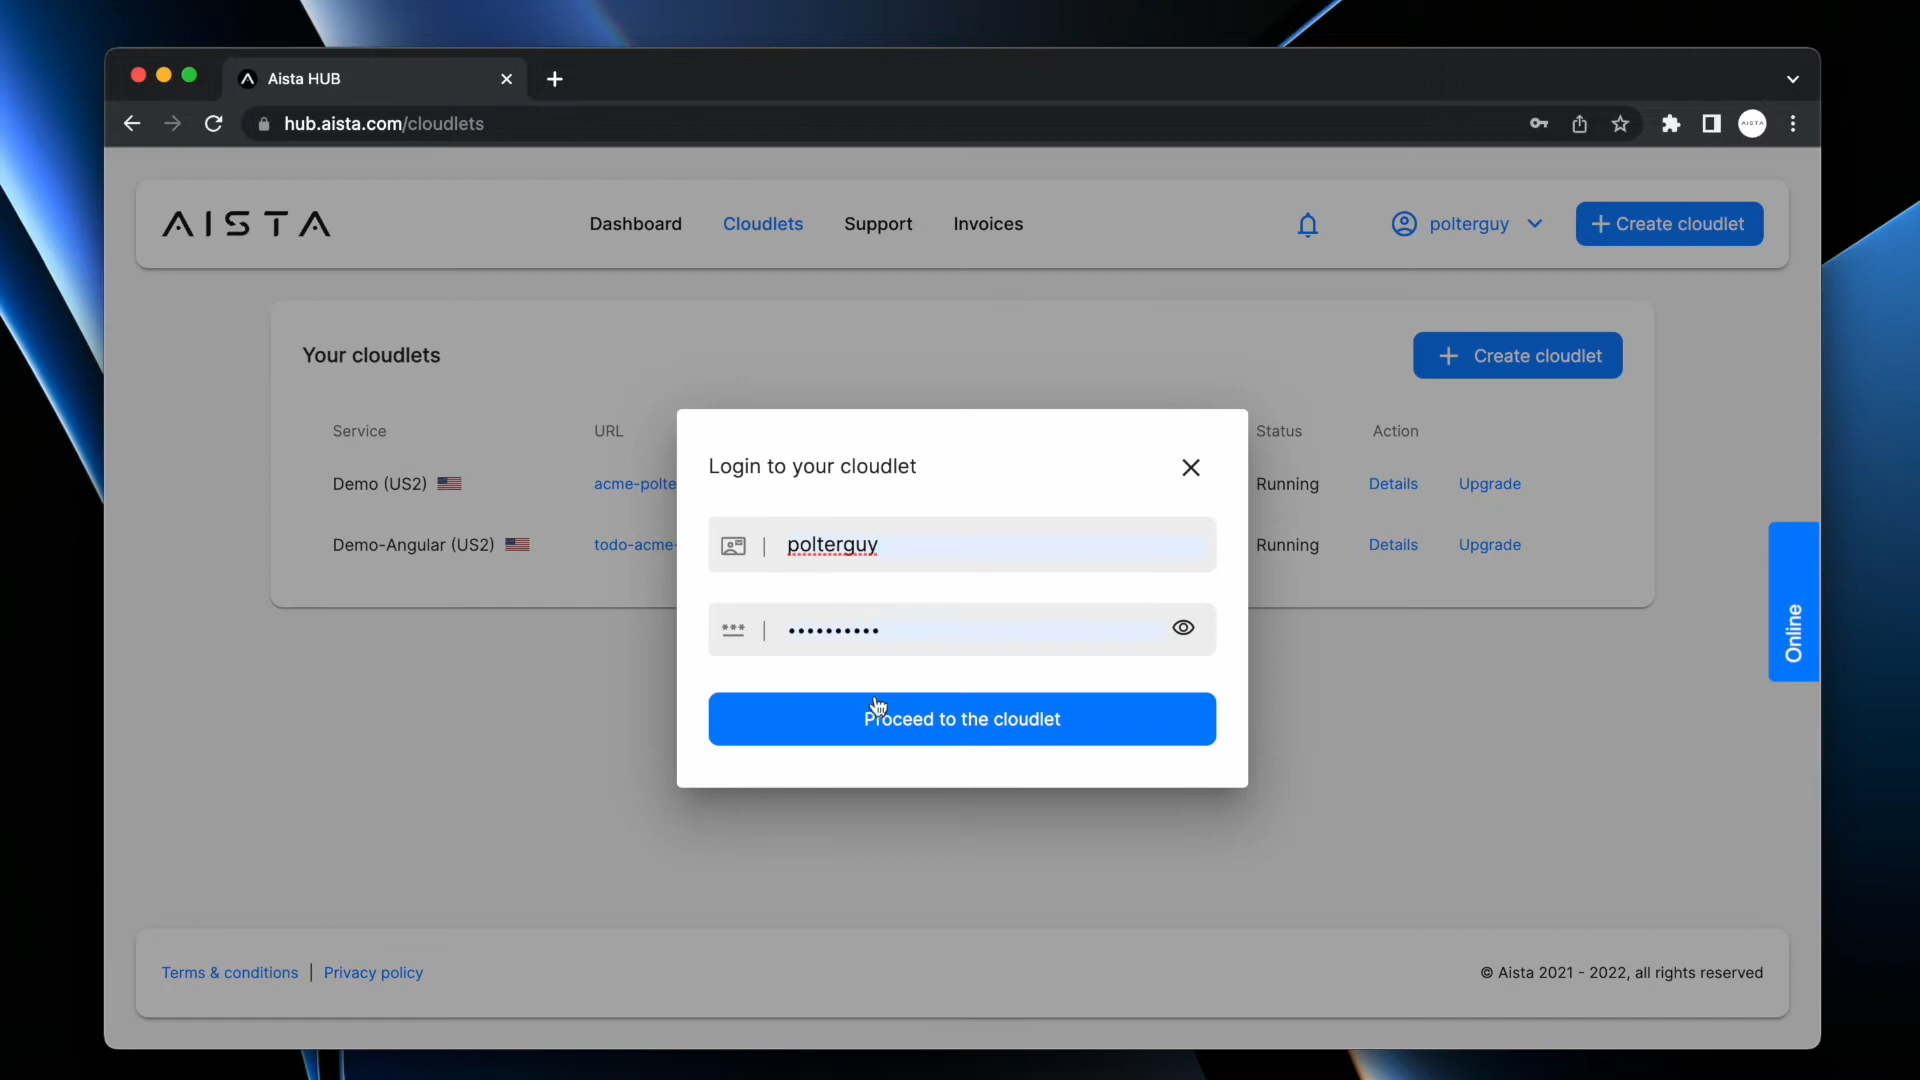 Aista HUB
hub.aista.com/cloudlets
AISTA
Dashboard Cloudlets Support Invoices polterguy + Create cloudlet
Your cloudlets + Create cloudlet
Service URL Status Action
Demo (US2) acme-polte Running Details Upgrade
Demo-Angular (US2) todo-acme- Running Details Upgrade
Login to your cloudlet
polterguy
••••••••••
Proceed to the cloudlet
Online
Terms & conditions | Privacy policy © Aista 2021 - 2022, all rights reserved